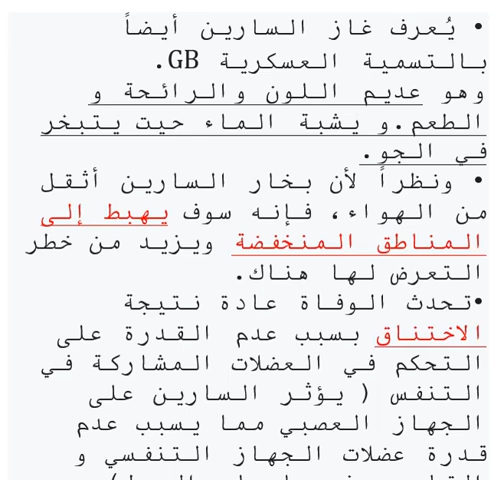 • يُعرف غاز السارين أيضاً
بالتسمية العسكرية GB.
وهو عديم اللون والرائحة و
الطعم.و يشبة الماء حيت يتبخر
في الجو.
• ونظراً لأن بخار السارين أثقل
من الهواء، فإنه سوف يهبط إلى
المناطق المنخفضة ويزيد من خطر
التعرض لها هناك.
•تحدث الوفاة عادة نتيجة
الاختناق بسبب عدم القدرة على
التحكم في العضلات المشاركة في
التنفس ( يؤثر السارين على
الجهاز العصبي مما يسبب عدم
قدرة عضلات الجهاز التنفسي و